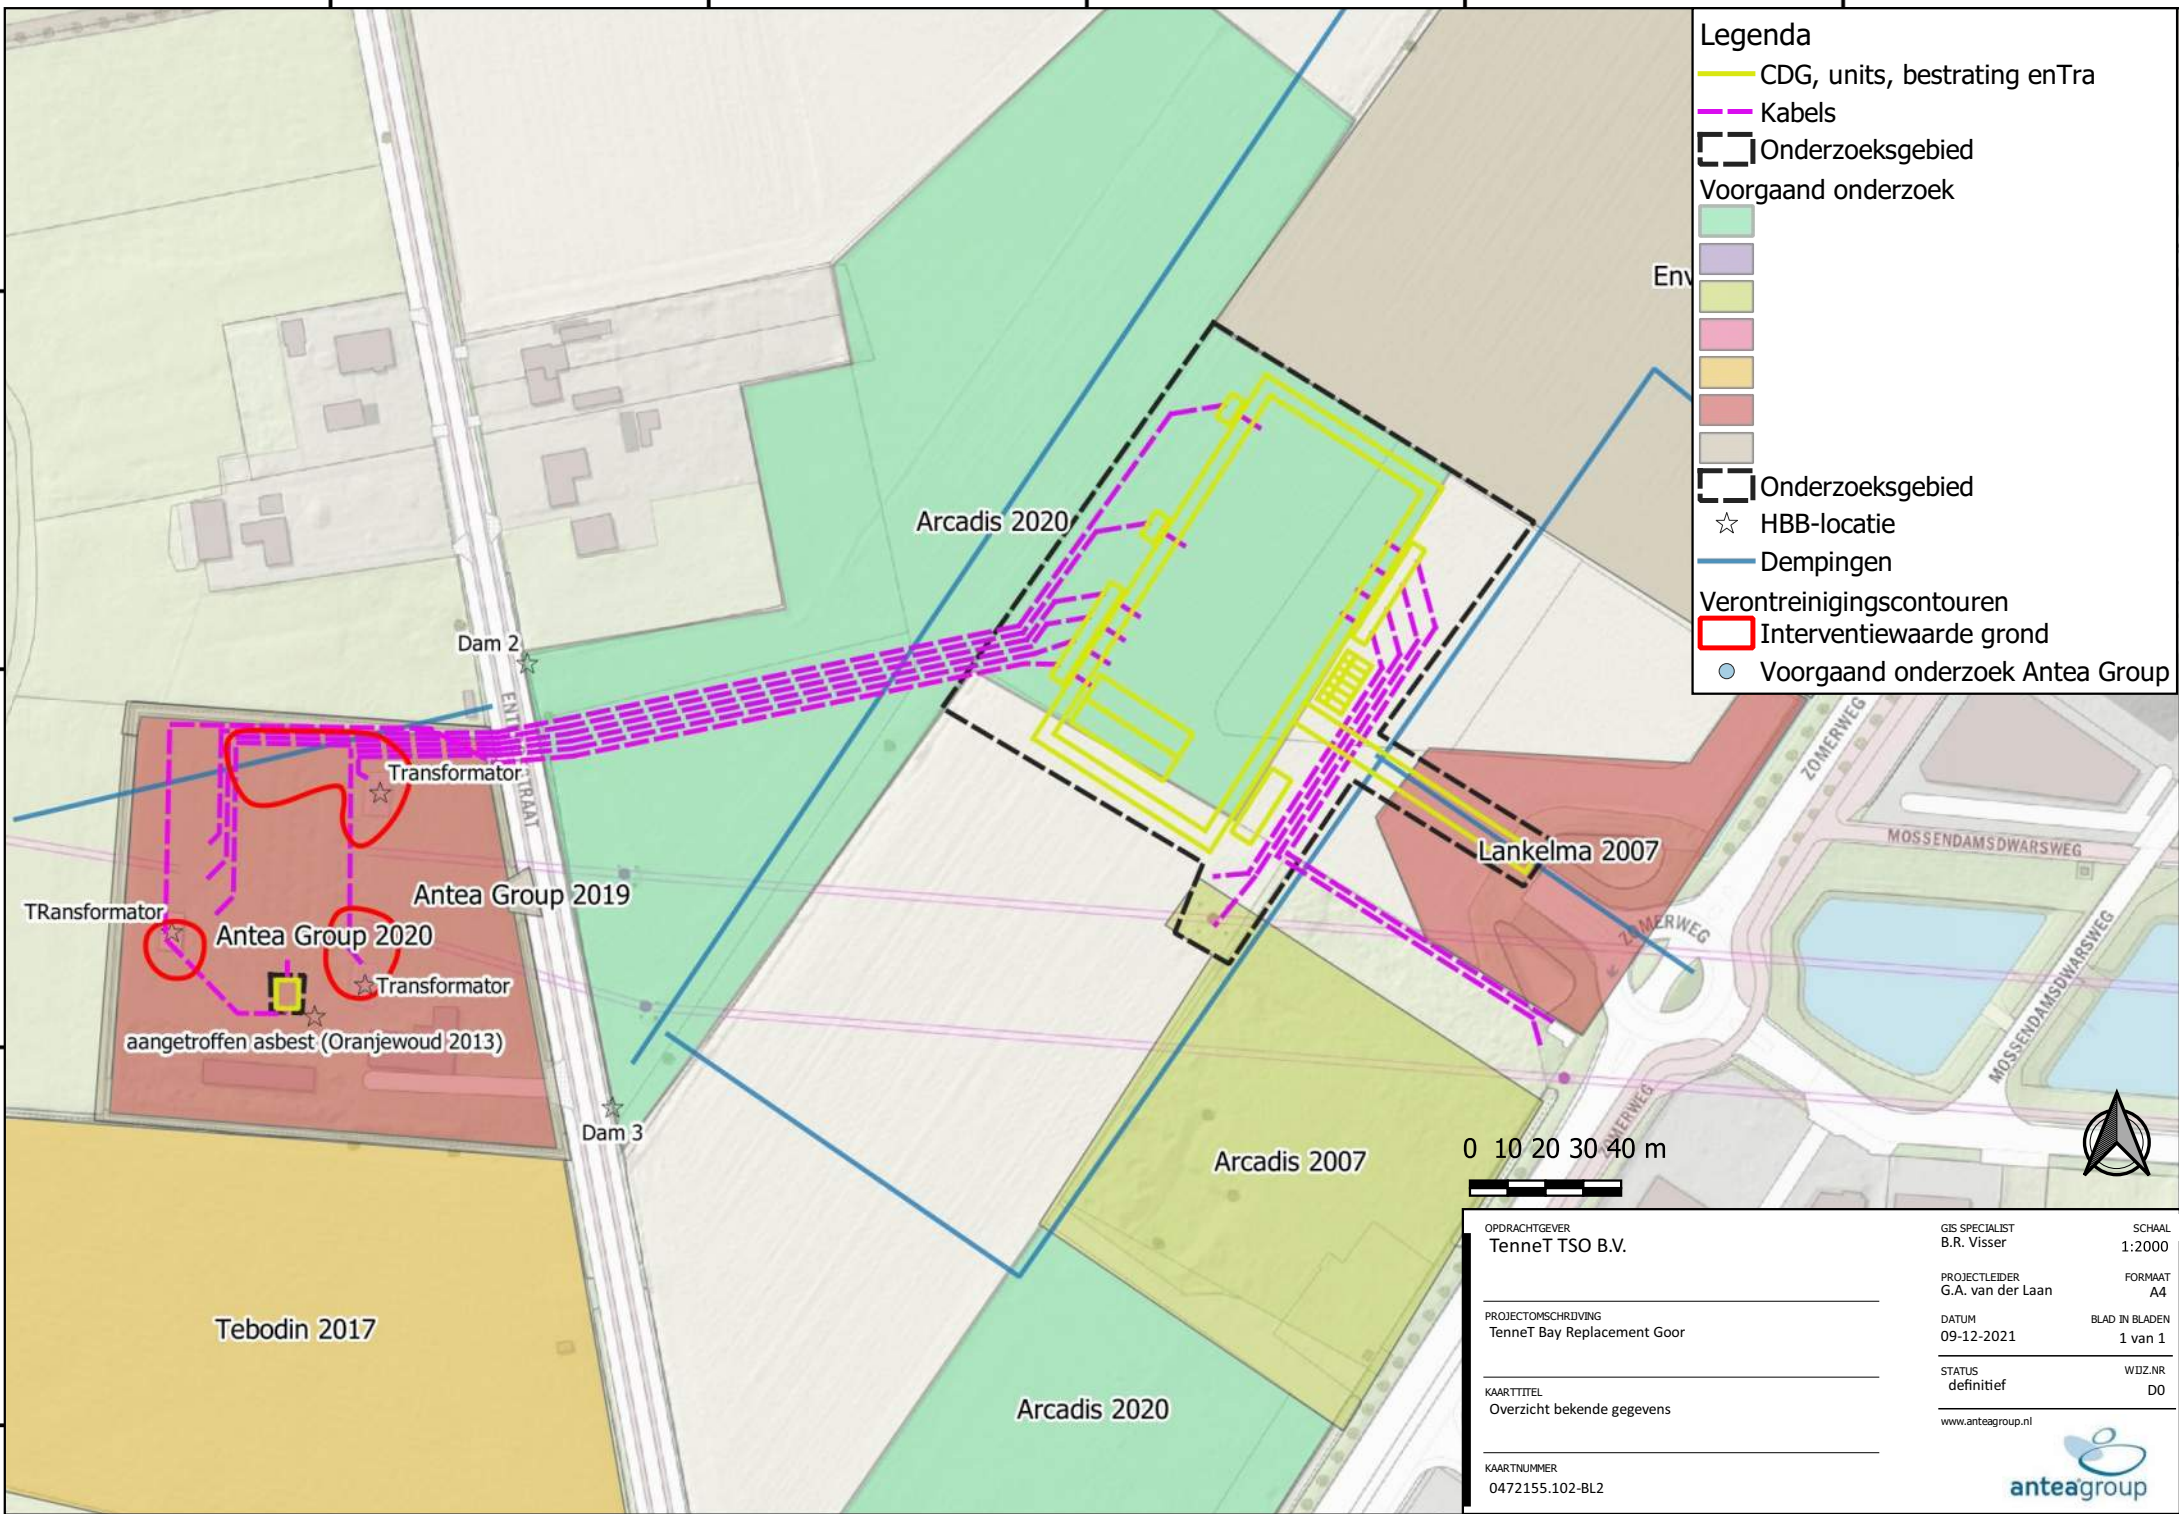 Legenda
CDG, units, bestrating enTra
Kabels
Onderzoeksgebied
Voorgaand onderzoek
Onderzoeksgebied
HBB-locatie
Dempingen
Verontreinigingscontouren
Interventiewaarde grond
Voorgaand onderzoek Antea Group
Env
Arcadis 2020
Dam 2
ENT
STRAAT
Transformator
Antea Group 2019
TRansformator
Antea Group 2020
Transformator
aangetroffen asbest (Oranjewoud 2013)
Dam 3
Lankelma 2007
ZOMERWEG
MOSSENDAMSDWARSWEG
ZOMERWEG
MOSSENDAMSDWARSWEG
ZOMERWEG
Arcadis 2007
Tebodin 2017
Arcadis 2020
0 10 20 30 40 m
OPDRACHTGEVER
TenneT TSO B.V.
PROJECTOMSCHRIJVING
TenneT Bay Replacement Goor
KAARTTITEL
Overzicht bekende gegevens
KAARTNUMMER
0472155.102-BL2
GIS SPECIALIST
B.R. Visser
SCHAAL
1:2000
PROJECTLEIDER
G.A. van der Laan
FORMAAT
A4
DATUM
09-12-2021
BLAD IN BLADEN
1 van 1
STATUS
definitief
WIJZ.NR
D0
www.anteagroup.nl
anteagroup